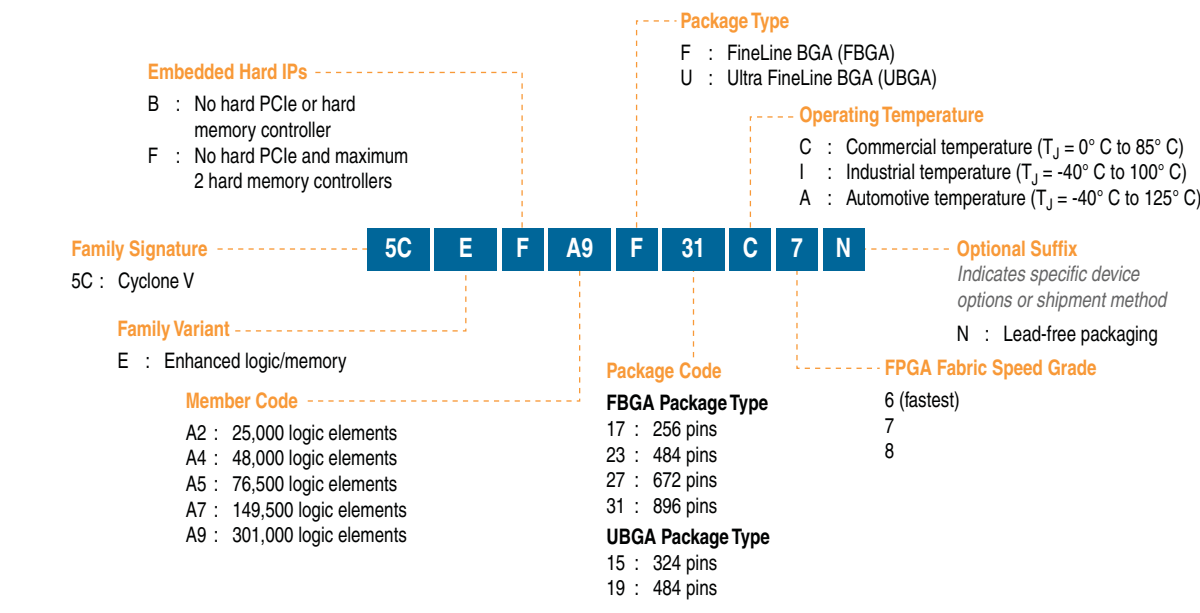 Package Type
F : FineLine BGA (FBGA)
U : Ultra FineLine BGA (UBGA)
Embedded Hard IPs
B : No hard PCIe or hard
memory controller
F : No hard PCIe and maximum
2 hard memory controllers
Operating Temperature
C : Commercial temperature (TJ = 0° C to 85° C)
I : Industrial temperature (TJ = -40° C to 100° C)
A : Automotive temperature (TJ = -40° C to 125° C)
Family Signature
5C : Cyclone V
5C E F A9 F 31 C 7 N
Optional Suffix
Indicates specific device
options or shipment method
N : Lead-free packaging
Family Variant
E : Enhanced logic/memory
Member Code
A2 : 25,000 logic elements
A4 : 48,000 logic elements
A5 : 76,500 logic elements
A7 : 149,500 logic elements
A9 : 301,000 logic elements
Package Code
FBGA Package Type
17 : 256 pins
23 : 484 pins
27 : 672 pins
31 : 896 pins
UBGA Package Type
15 : 324 pins
19 : 484 pins
FPGA Fabric Speed Grade
6 (fastest)
7
8